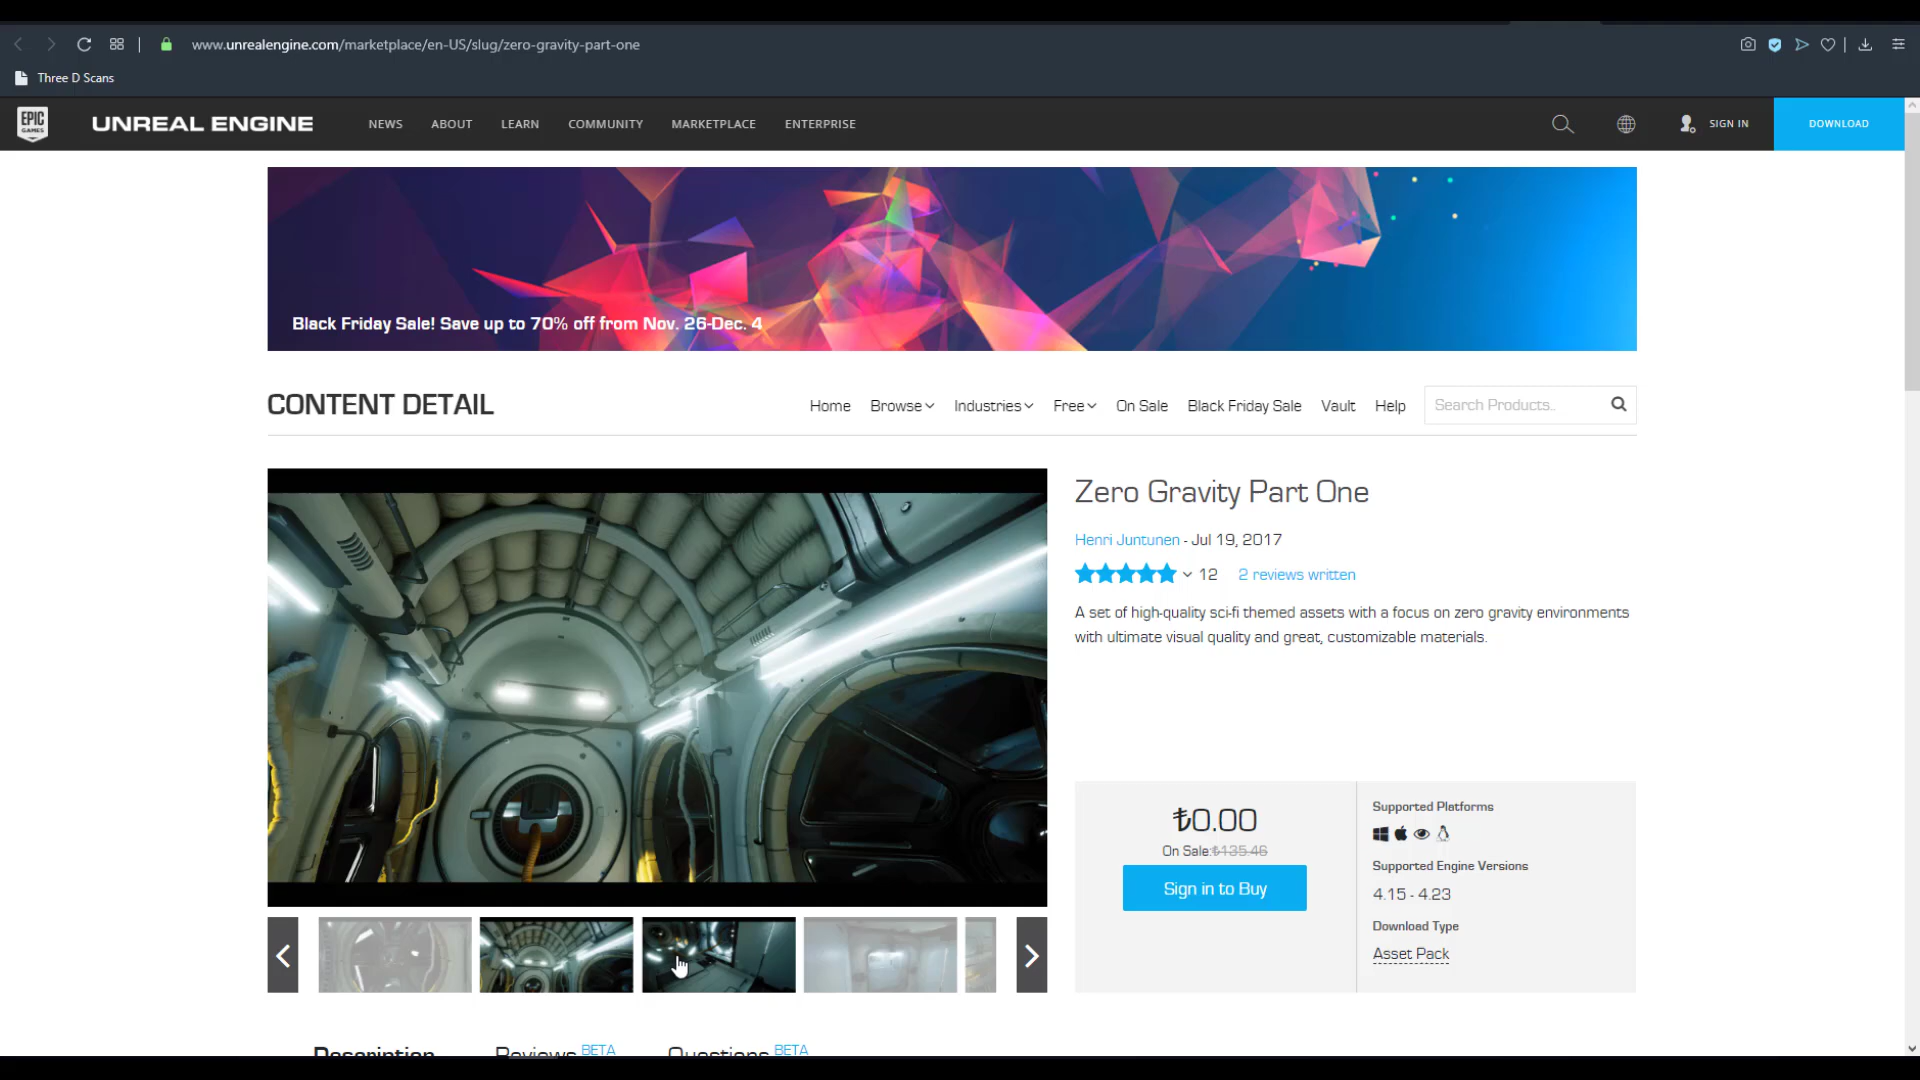 www.unrealengine.com/marketplace/en-US/slug/zero-gravity-part-one
Three D Scans
EPIC GAMES
UNREAL ENGINE
NEWS ABOUT LEARN COMMUNITY MARKETPLACE ENTERPRISE
SIGN IN
DOWNLOAD
Black Friday Sale! Save up to 70% off from Nov. 26-Dec. 4
CONTENT DETAIL
Home Browse Industries Free On Sale Black Friday Sale Vault Help
Search Products..
Zero Gravity Part One
Henri Juntunen - Jul 19, 2017
12 2 reviews written
A set of high-quality sci-fi themed assets with a focus on zero gravity environments
with ultimate visual quality and great, customizable materials.
₺0.00
On Sale:₺135.46
Sign in to Buy
Supported Platforms
Supported Engine Versions
4.15 - 4.23
Download Type
Asset Pack
Description Reviews BETA Questions BETA